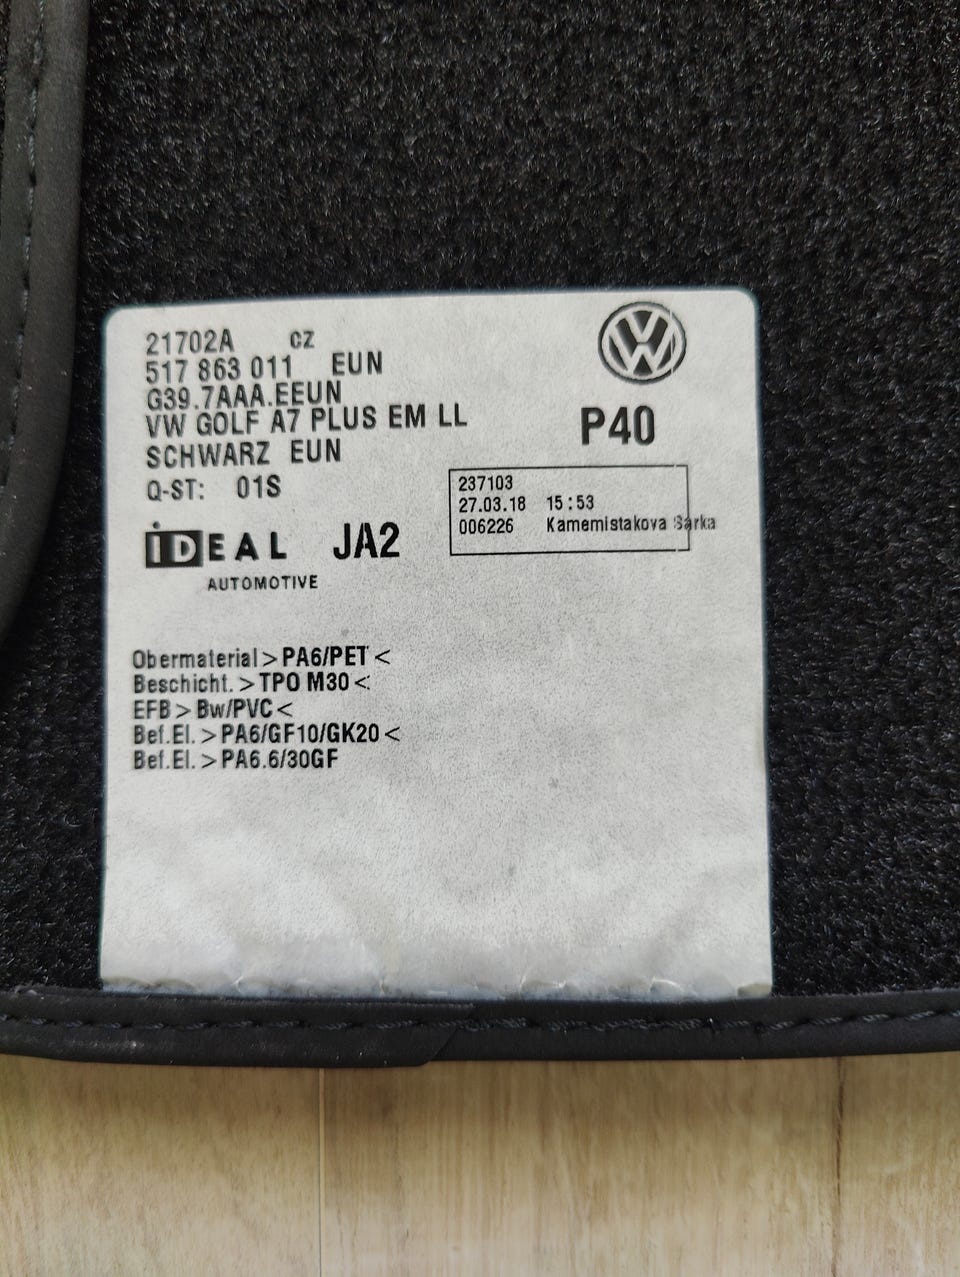 21702A CZ
517 863 011 EUN
G39.7AAA.EEUN
VW GOLF A7 PLUS EM LL
SCHWARZ EUN
Q-ST: 01S
iDEAL JA2
AUTOMOTIVE
VW
P40
237103
27.03.18 15:53
006226 Kamemistakova Sarka
Obermaterial >PA6/PET<
Beschicht. >TPO M30<
EFB >Bw/PVC<
Bef.El. >PA6/GF10/GK20<
Bef.El. >PA6.6/30GF